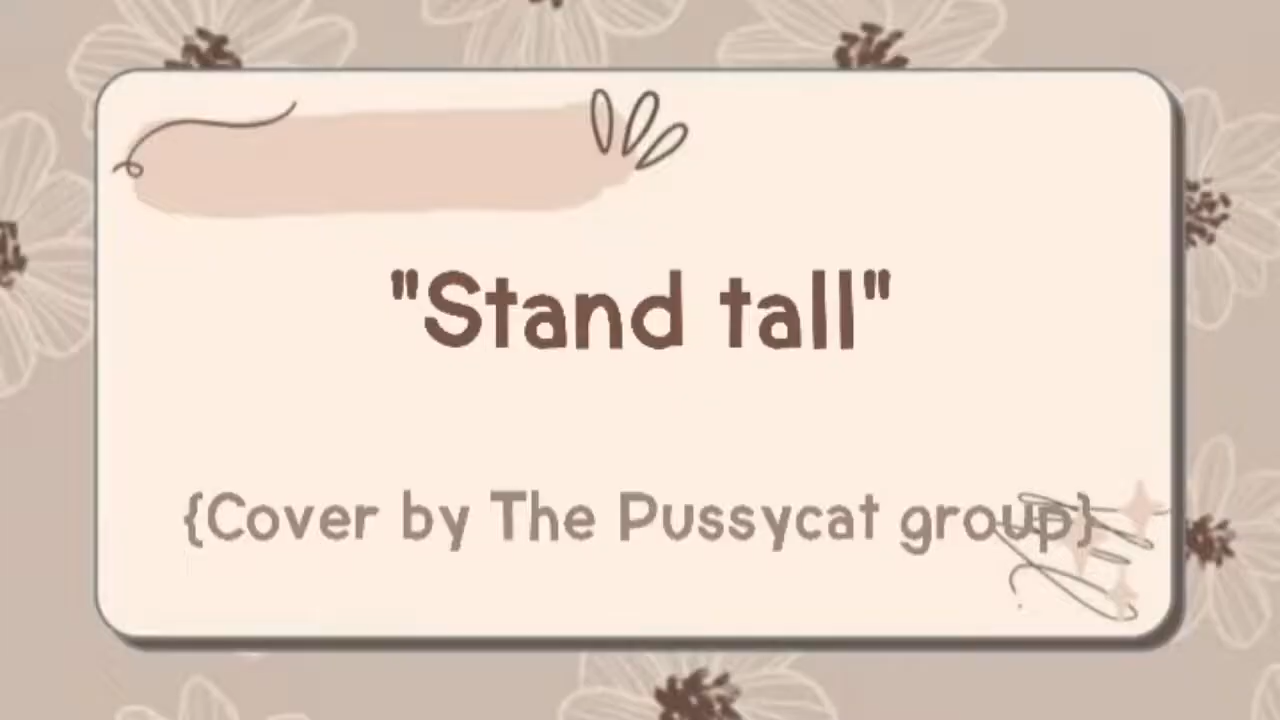 "Stand tall"
{Cover by The Pussycat group}